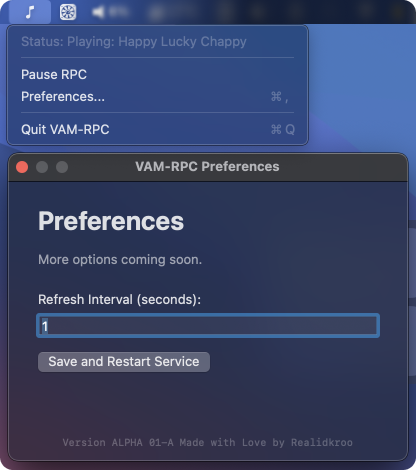 Status: Playing: Happy Lucky Chappy
Pause RPC
Preferences... ⌘ ,
Quit VAM-RPC ⌘ Q
VAM-RPC Preferences
Preferences
More options coming soon.
Refresh Interval (seconds):
1
Save and Restart Service
Version ALPHA 01-A Made with Love by Realidkroo